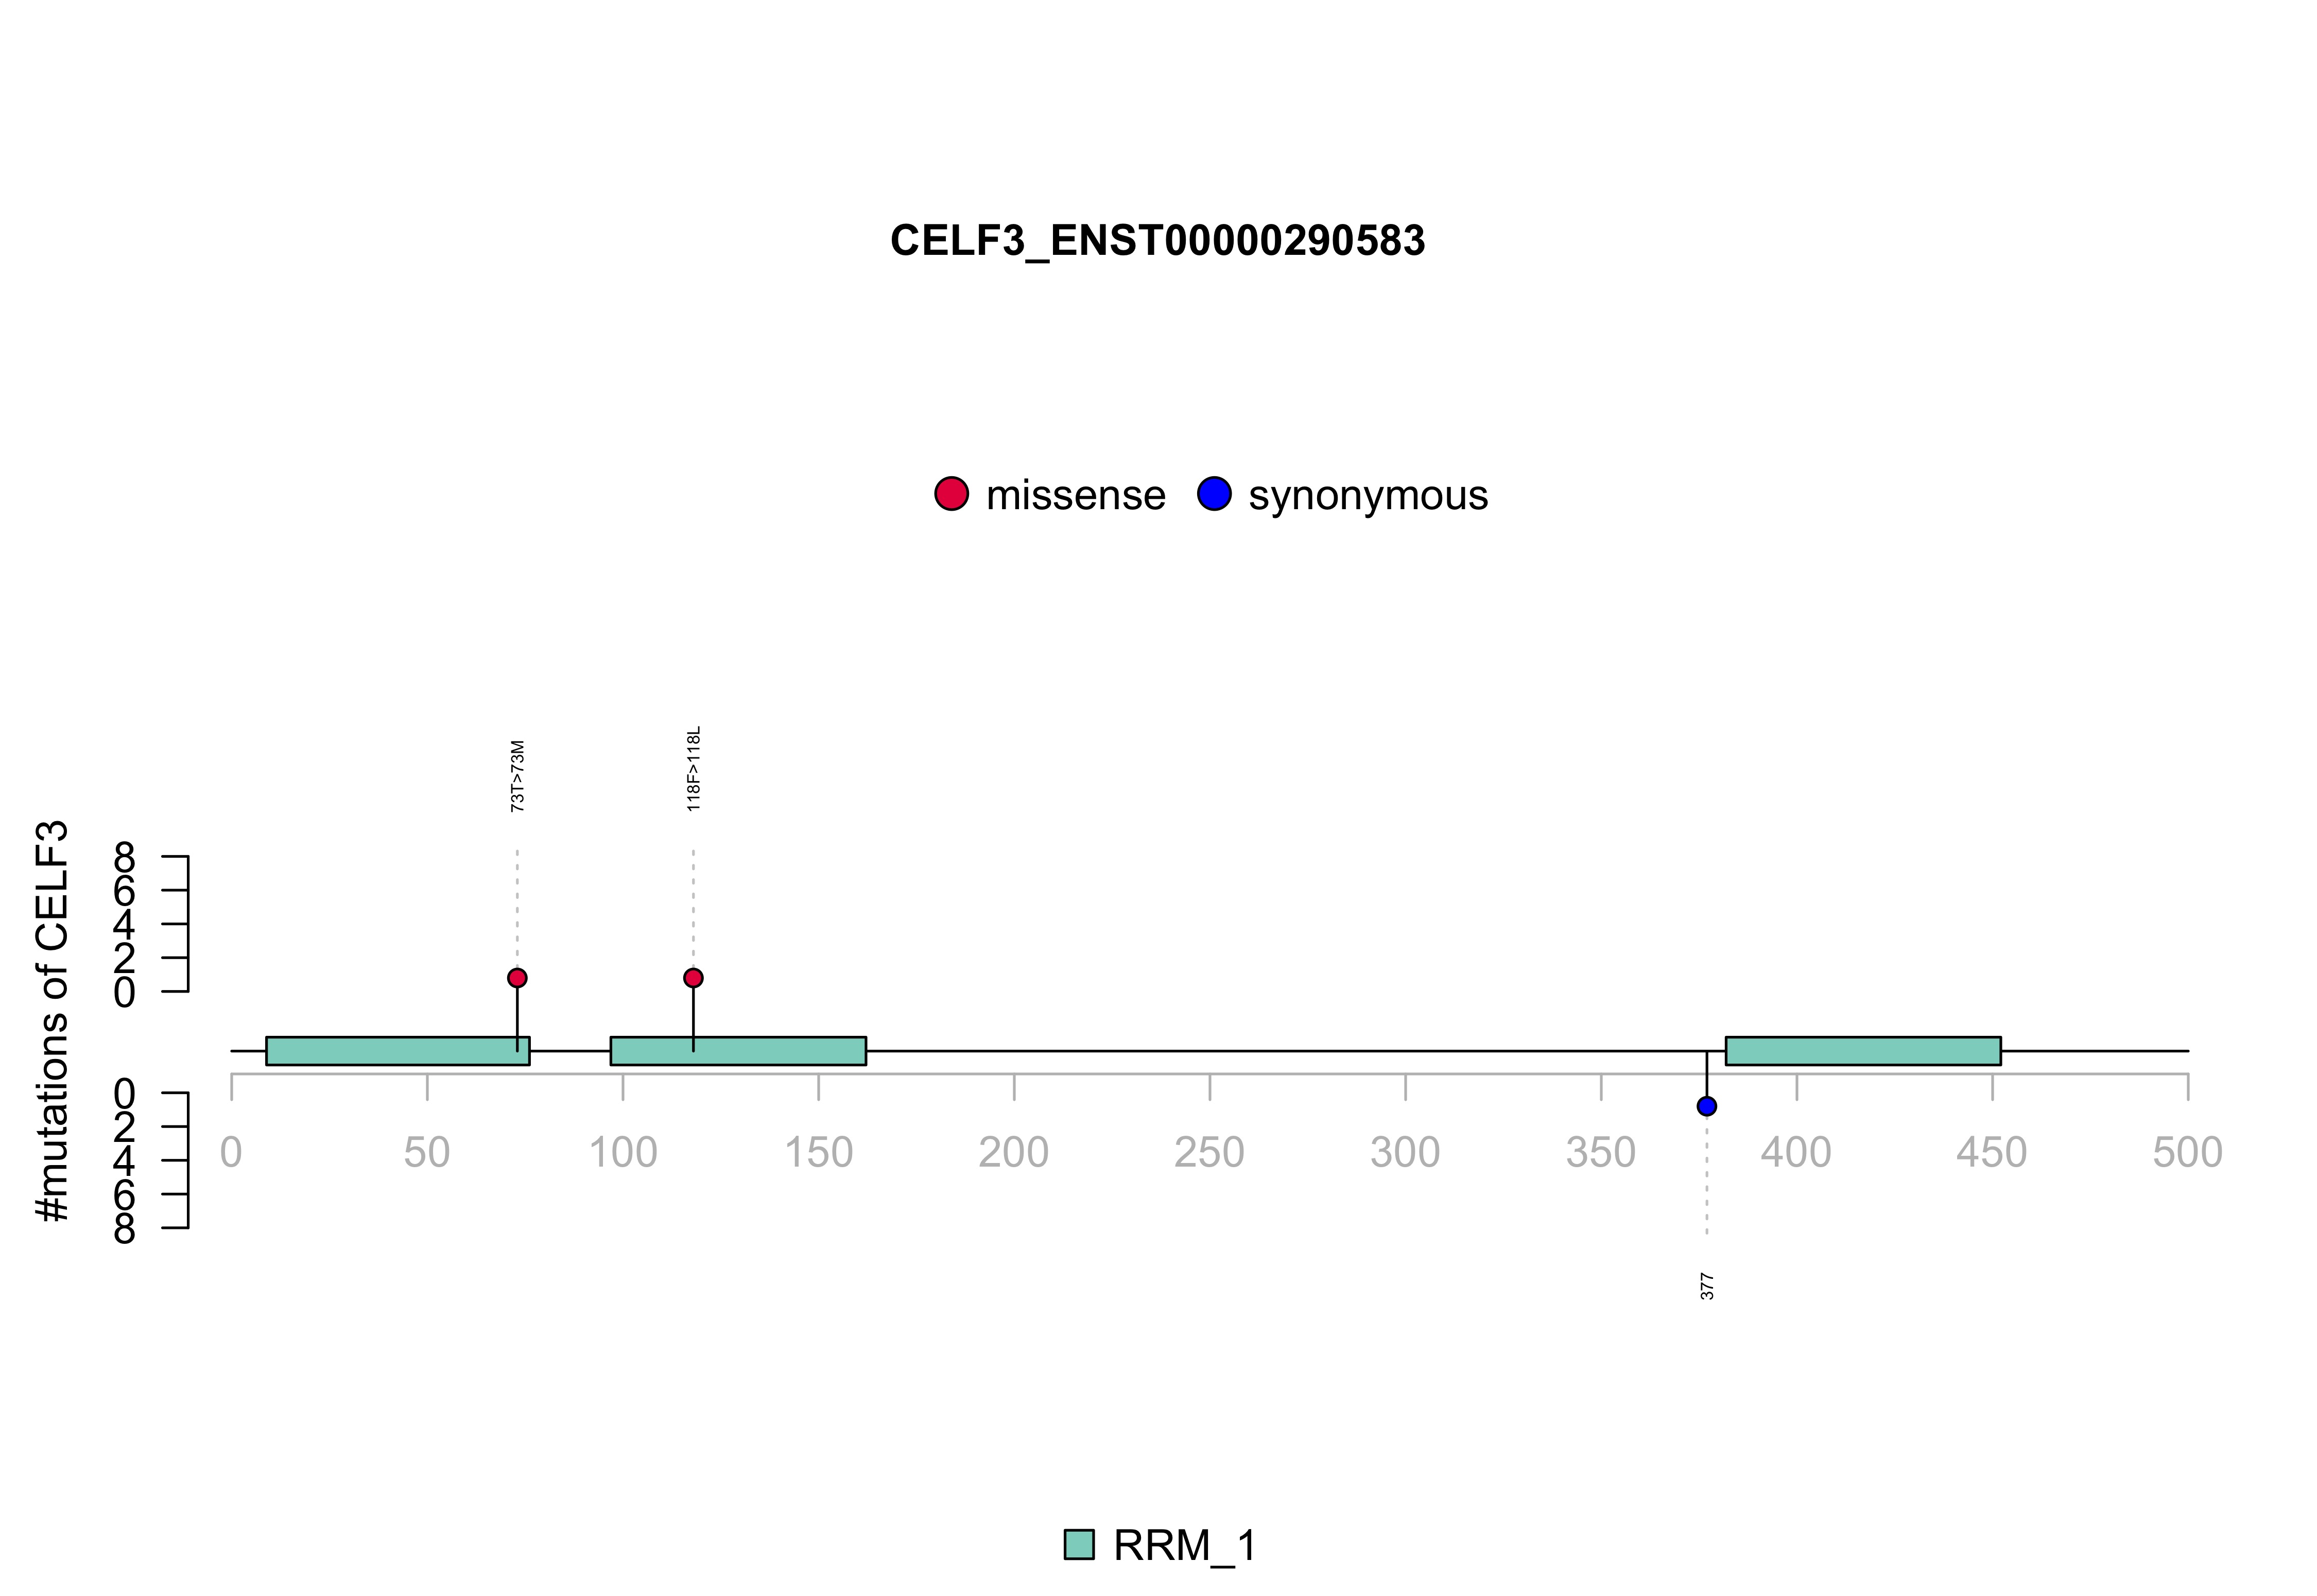 CELF3_ENST00000290583
missense synonymous
73T>73M
118F>118L
#mutations of CELF3
8
6
4
2
0
0
2
4
6
8
0 50 100 150 200 250 300 350 400 450 500
377
RRM_1